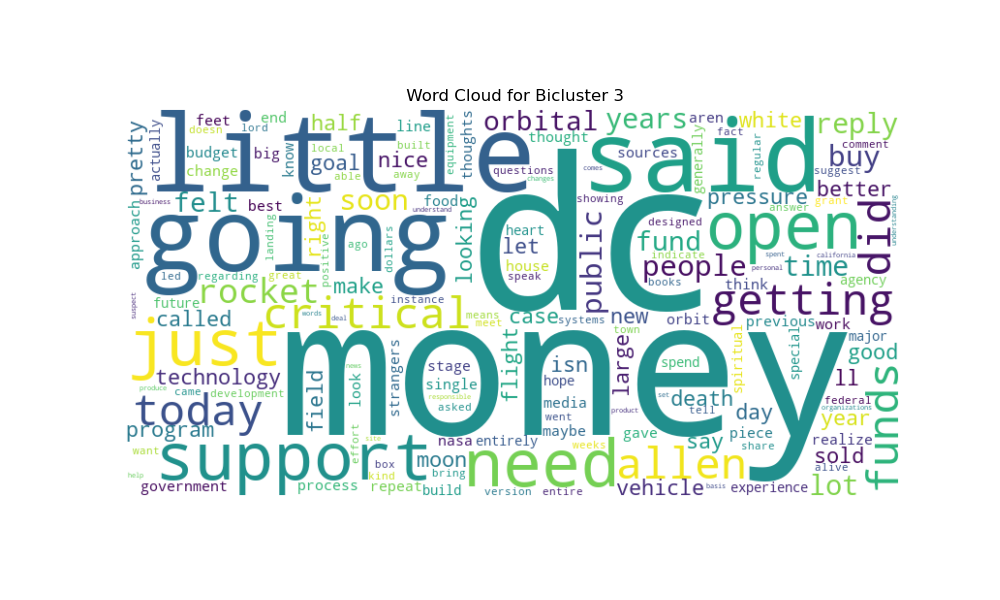 Word Cloud for Bicluster 3
little
going
dc
said
money
just
support
need
open
getting
did
funds
today
critical
allen
rocket
felt
soon
right
looking
public
fund
people
time
pressure
better
buy
reply
white
years
orbital
pretty
actually
feet
end
half
line
doesn
lord
know
local
built
budget
big
goal
nice
change
able
away
equipment
thoughts
thought
questions
changes
comes
sources
generally
aren
fact
regular
comment
suggest
approach
business
best
food
understand
heart
let
house
speak
showing
designed
indicate
books
think
answer
grant
understanding
spent
california
personal
agency
landing
positive
ago
dollars
led
regarding
great
make
instance
future
suspect
called
words
deal
means
meet
case
systems
new
town
orbit
previous
work
major
technology
produce
came
development
field
news
look
strangers
stage
single
responsible
asked
flight
isn
hope
media
went
maybe
large
product
spend
set
death
tell
spiritual
special
day
good
ll
federal
organizations
year
program
want
effort
site
box
kind
moon
nasa
bring
entirely
weeks
gave
say
piece
share
realize
sold
alive
help
government
process
repeat
build
version
entire
vehicle
basis
experience
lot